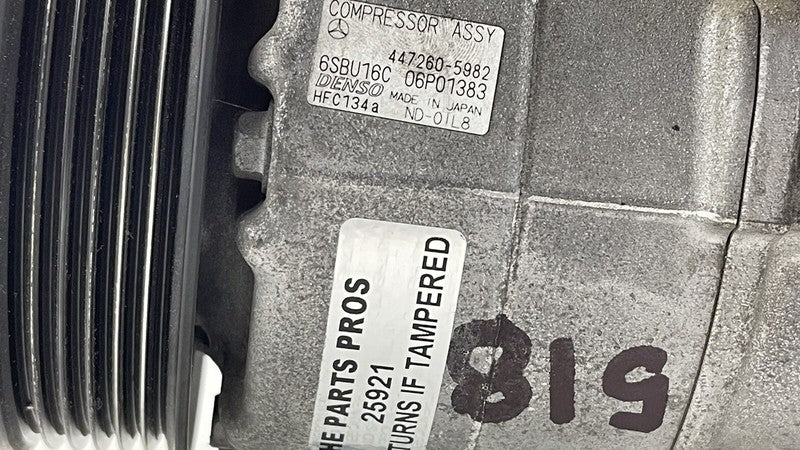 COMPRESSOR ASSY
447260-5982
6SBU16C 06P01383
DENSO MADE IN JAPAN
HFC134a ND-OIL8
HE PARTS PROS
25921
TURNS IF TAMPERED